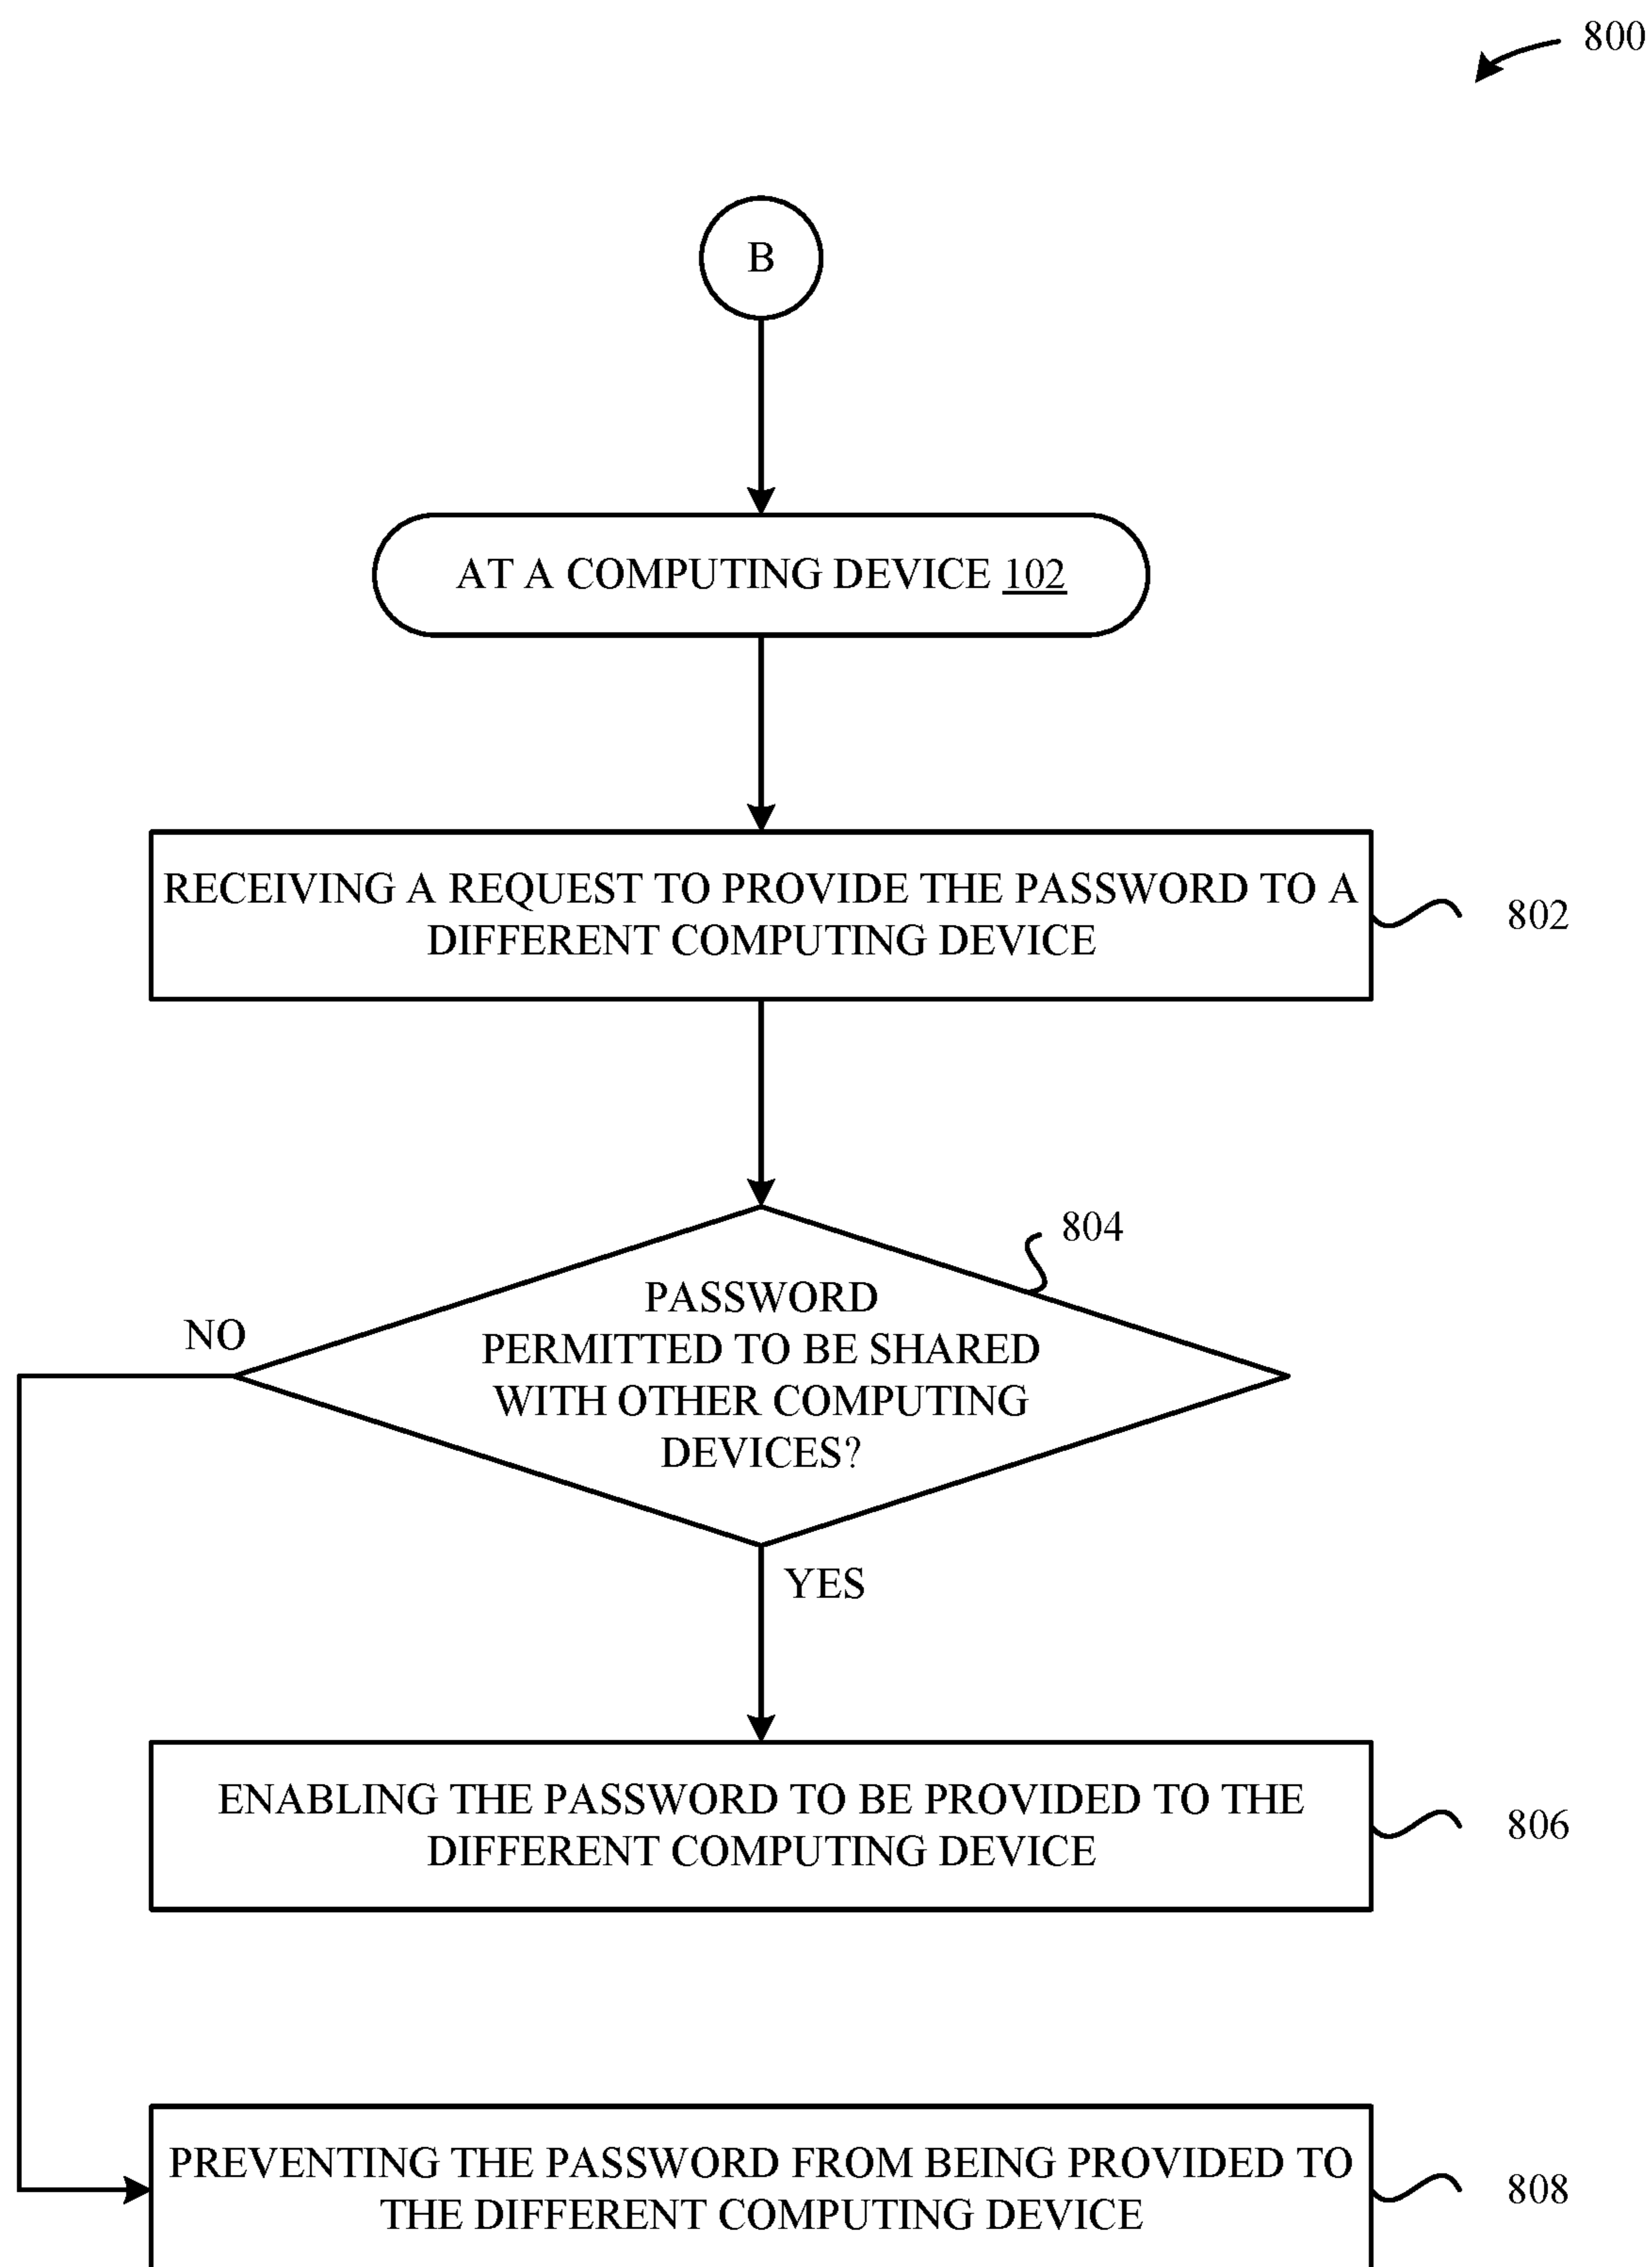 800
B
AT A COMPUTING DEVICE 102
RECEIVING A REQUEST TO PROVIDE THE PASSWORD TO A
DIFFERENT COMPUTING DEVICE
802
804
PASSWORD
PERMITTED TO BE SHARED
WITH OTHER COMPUTING
DEVICES?
NO
YES
ENABLING THE PASSWORD TO BE PROVIDED TO THE
DIFFERENT COMPUTING DEVICE
806
PREVENTING THE PASSWORD FROM BEING PROVIDED TO
THE DIFFERENT COMPUTING DEVICE
808